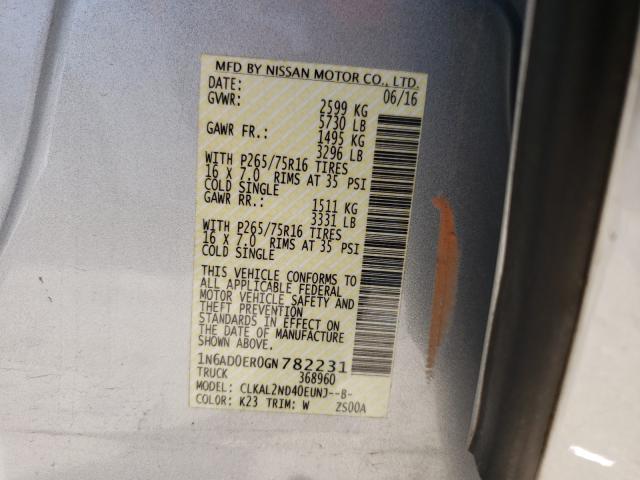 MFD BY NISSAN MOTOR CO., LTD.
DATE: 06/16
GVWR: 2599 KG
5730 LB
GAWR FR.: 1495 KG
3296 LB
WITH P265/75R16 TIRES
16 X 7.0 RIMS AT 35 PSI
COLD SINGLE
GAWR RR.: 1511 KG
3331 LB
WITH P265/75R16 TIRES
16 X 7.0 RIMS AT 35 PSI
COLD SINGLE
THIS VEHICLE CONFORMS TO
ALL APPLICABLE FEDERAL
MOTOR VEHICLE SAFETY AND
THEFT PREVENTION
STANDARDS IN EFFECT ON
THE DATE OF MANUFACTURE
SHOWN ABOVE.
1N6AD0ER0GN 782231
TRUCK 368960
MODEL: CLKAL2ND40EUNJ--B-
COLOR: K23 TRIM: W ZS00A